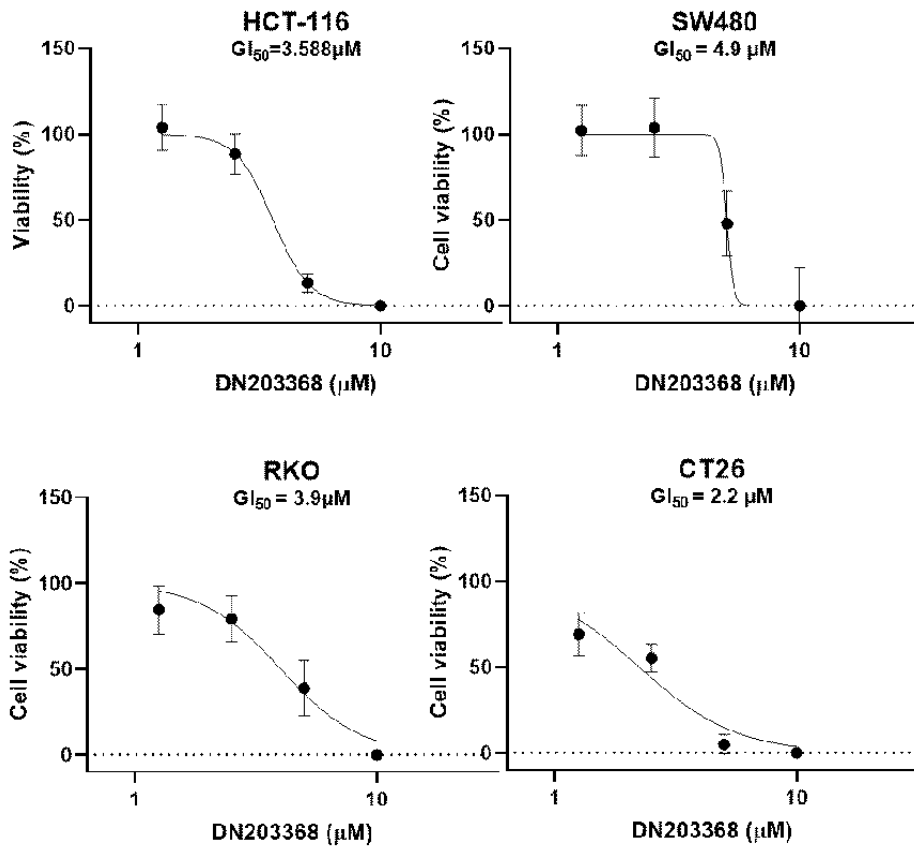 HCT-116
GI50=3.588µM
150
100
50
0
Viability (%)
1
10
DN203368 (µM)
SW480
GI50 = 4.9 µM
150
100
50
0
Cell viability (%)
1
10
DN203368 (µM)
RKO
GI50 = 3.9µM
150
100
50
0
Cell viability (%)
1
10
DN203368 (µM)
CT26
GI50 = 2.2 µM
150
100
50
0
Cell viability (%)
1
10
DN203368 (µM)